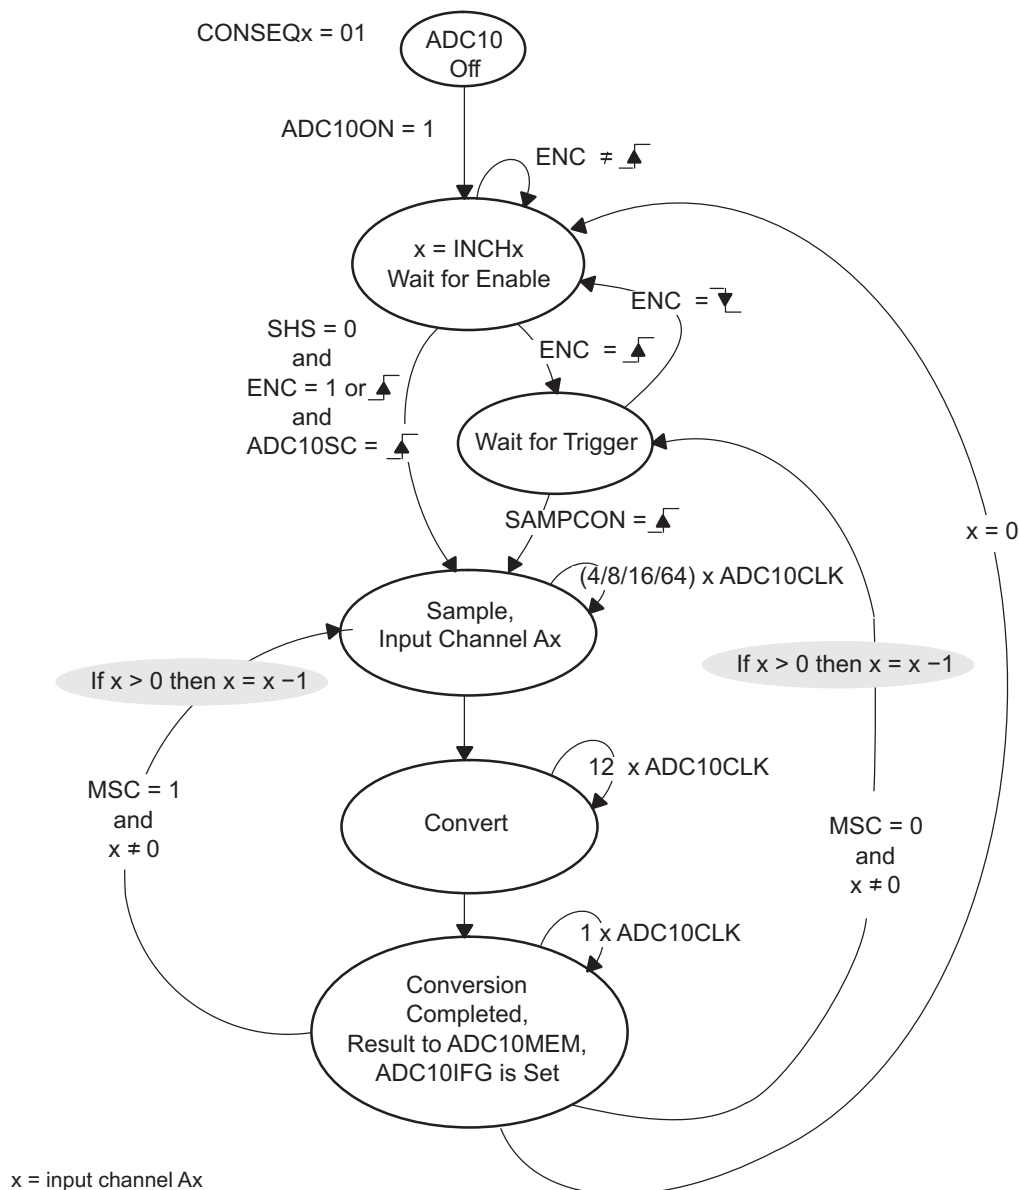 CONSEQx = 01
ADC10
Off
ADC10ON = 1
ENC ≠
x = INCHx
Wait for Enable
ENC =
SHS = 0
and
ENC = 1 or
and
ADC10SC =
ENC =
Wait for Trigger
SAMPCON =
x = 0
(4/8/16/64) x ADC10CLK
Sample,
Input Channel Ax
If x > 0 then x = x −1
If x > 0 then x = x −1
12 x ADC10CLK
MSC = 1
and
x ≠ 0
Convert
MSC = 0
and
x ≠ 0
1 x ADC10CLK
Conversion
Completed,
Result to ADC10MEM,
ADC10IFG is Set
x = input channel Ax